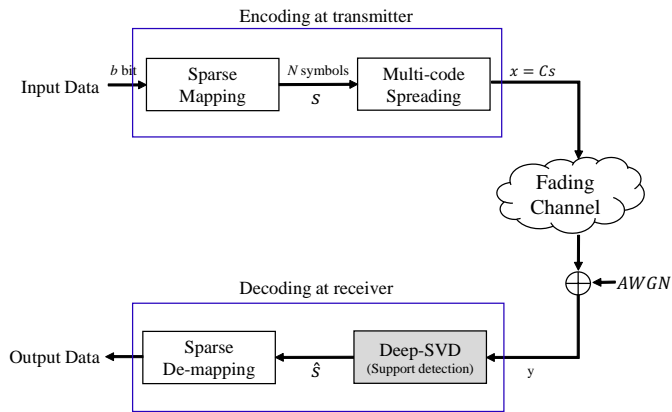 Encoding at transmitter
Input Data
b bit
Sparse
Mapping
N symbols
s
Multi-code
Spreading
x = Cs
Fading
Channel
AWGN
Decoding at receiver
Output Data
Sparse
De-mapping
ŝ
Deep-SVD
(Support detection)
y